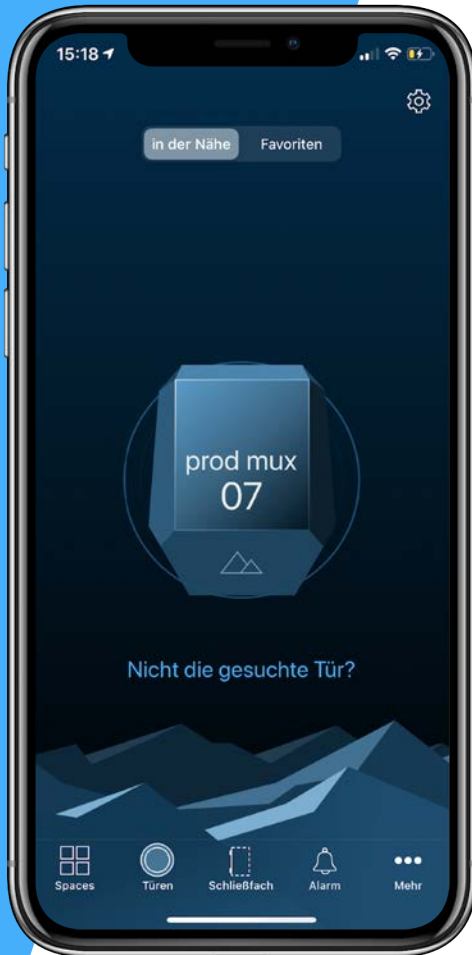 15:18
in der Nähe Favoriten
prod mux
07
Nicht die gesuchte Tür?
Spaces Türen Schließfach Alarm Mehr